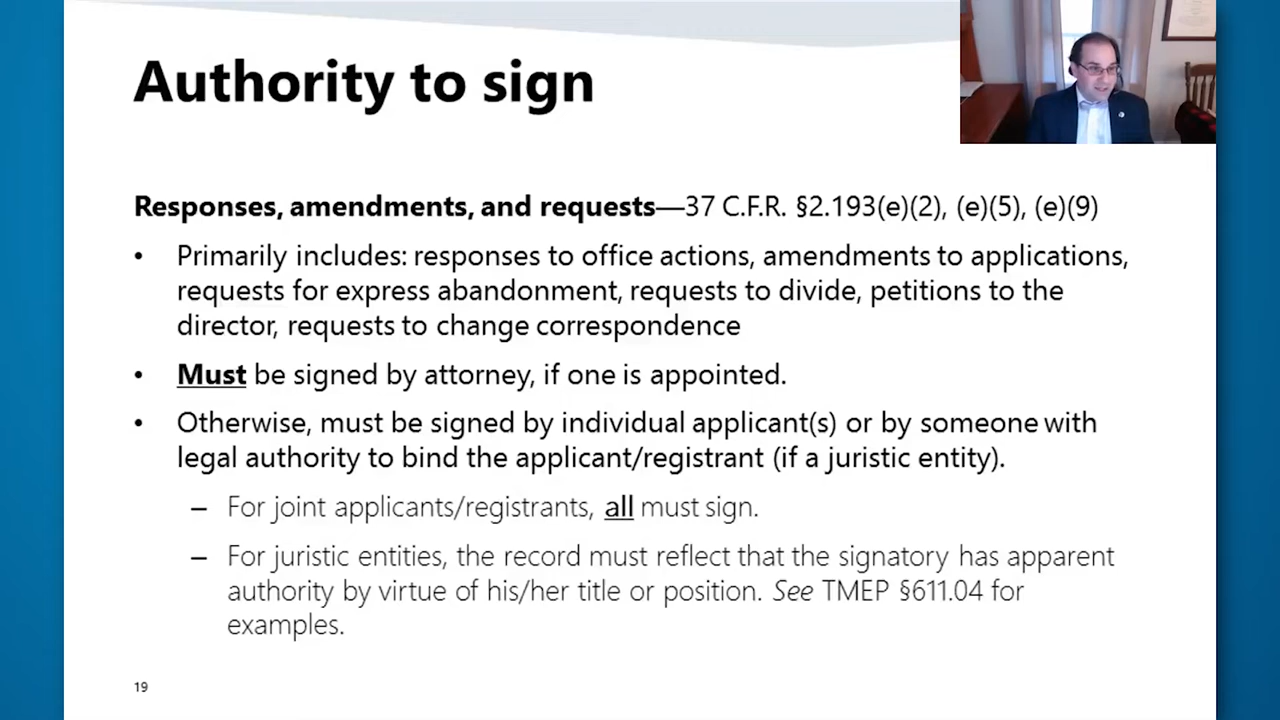 Authority to sign
Responses, amendments, and requests—37 C.F.R. §2.193(e)(2), (e)(5), (e)(9)
• Primarily includes: responses to office actions, amendments to applications,
requests for express abandonment, requests to divide, petitions to the
director, requests to change correspondence
• Must be signed by attorney, if one is appointed.
• Otherwise, must be signed by individual applicant(s) or by someone with
legal authority to bind the applicant/registrant (if a juristic entity).
– For joint applicants/registrants, all must sign.
– For juristic entities, the record must reflect that the signatory has apparent
authority by virtue of his/her title or position. See TMEP §611.04 for
examples.
19